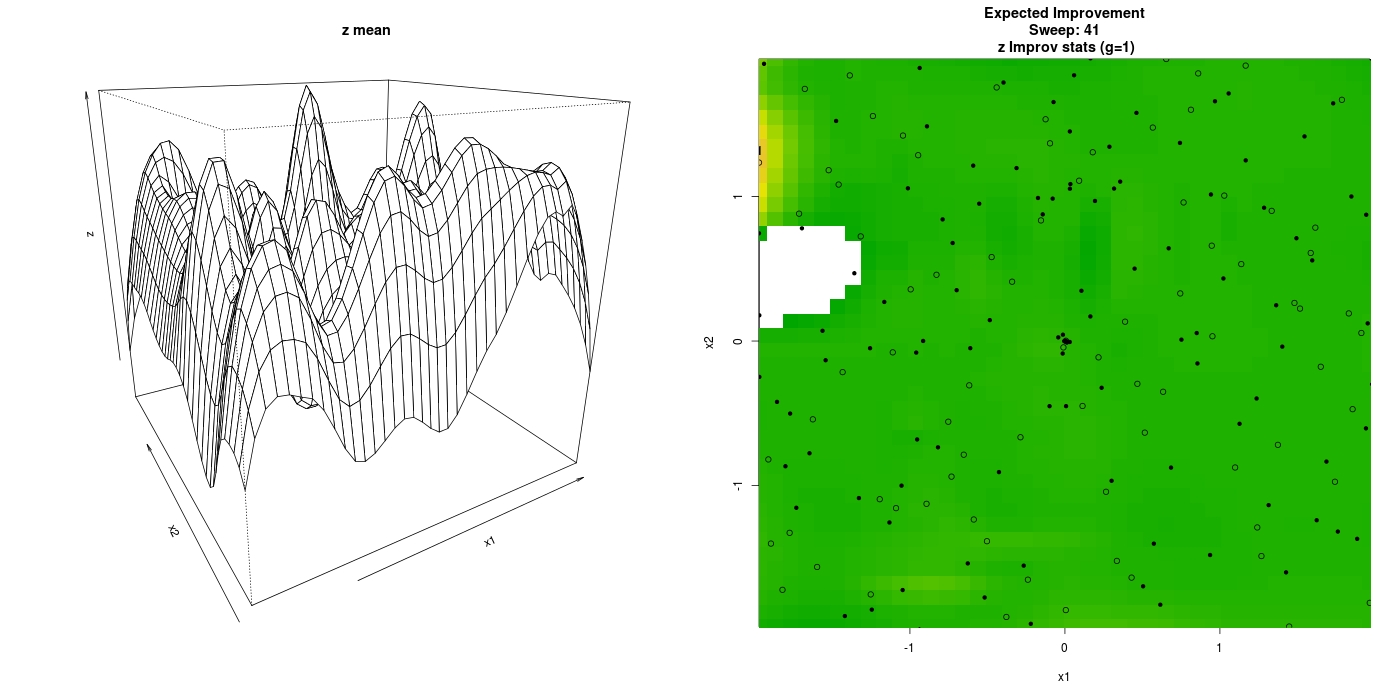 z mean
z
x2
x1
Expected Improvement
Sweep: 41
z Improv stats (g=1)
x2
1
0
-1
-1
0
1
x1